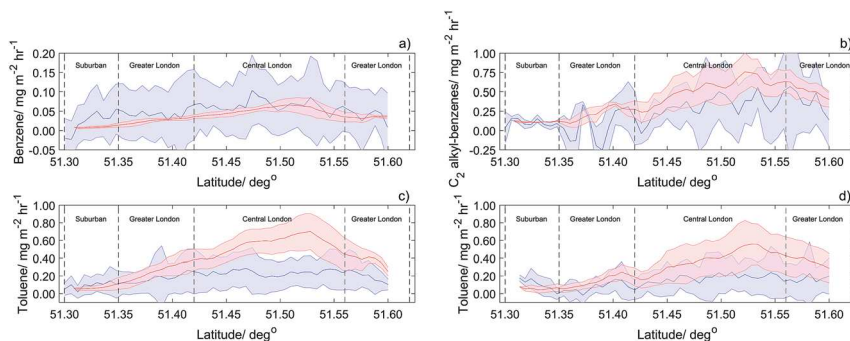 a)
Benzene/ mg m⁻² hr⁻¹
Suburban Greater London Central London Greater London
0.20
0.15
0.10
0.05
0.00
-0.05
51.30 51.35 51.40 51.45 51.50 51.55 51.60
Latitude/ deg°
b)
C₂ alkyl-benzenes/ mg m⁻² hr⁻¹
Suburban Greater London Central London Greater London
1.00
0.75
0.50
0.25
0.00
-0.25
51.30 51.35 51.40 51.45 51.50 51.55 51.60
Latitude/ deg°
c)
Toluene/ mg m⁻² hr⁻¹
Suburban Greater London Central London Greater London
1.00
0.80
0.60
0.40
0.20
0.00
51.30 51.35 51.40 51.45 51.50 51.55 51.60
Latitude/ deg°
d)
Toluene/ mg m⁻² hr⁻¹
Suburban Greater London Central London Greater London
1.00
0.80
0.60
0.40
0.20
0.00
51.30 51.35 51.40 51.45 51.50 51.55 51.60
Latitude/ deg°